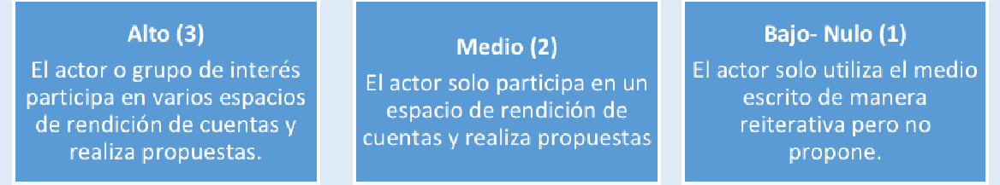 Alto (3)
El actor o grupo de interés
participa en varios espacios
de rendición de cuentas y
realiza propuestas.
Medio (2)
El actor solo participa en un
espacio de rendición de
cuentas y realiza propuestas
Bajo- Nulo (1)
El actor solo utiliza el medio
escrito de manera
reiterativa pero no
propone.